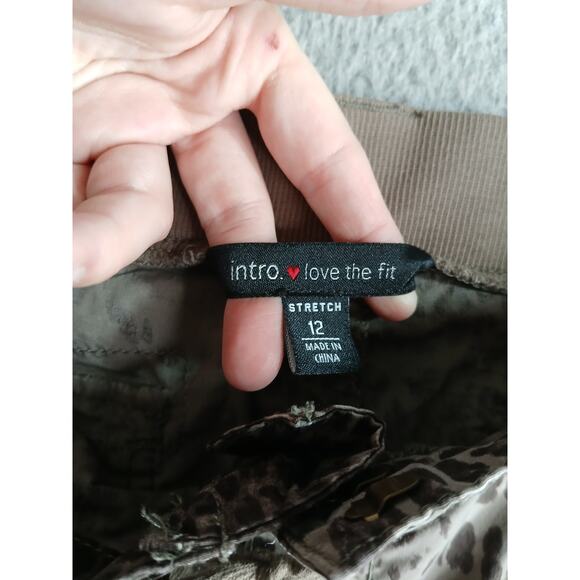 intro.♥love the fit
STRETCH
12
MADE IN
CHINA